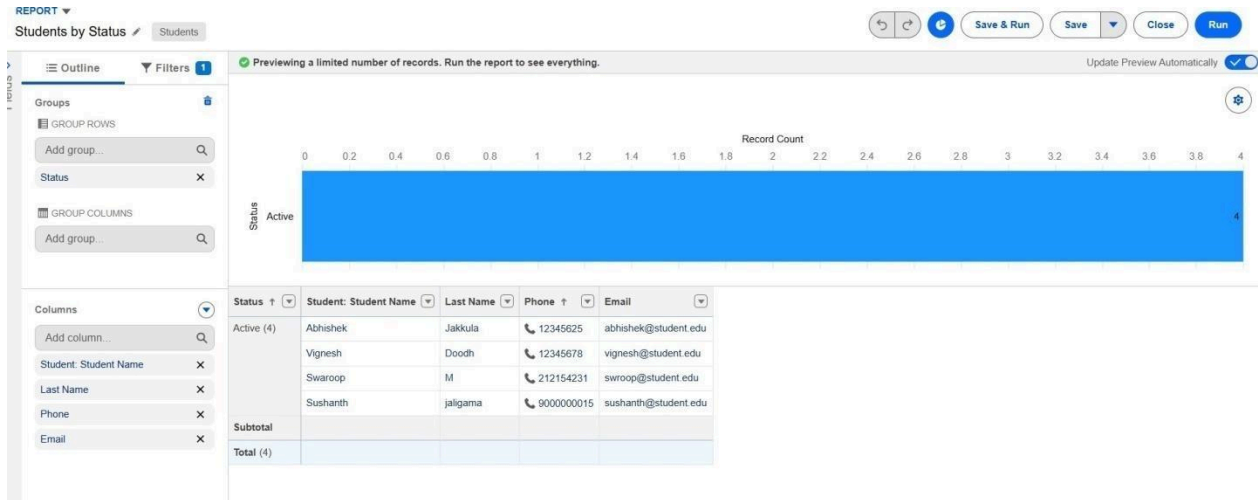 REPORT
Students by Status Students
Save & Run Save Close Run
Fields
Outline Filters 1
Previewing a limited number of records. Run the report to see everything. Update Preview Automatically
Groups
GROUP ROWS
Add group...
Status
GROUP COLUMNS
Add group...
Record Count
0 0.2 0.4 0.6 0.8 1 1.2 1.4 1.6 1.8 2 2.2 2.4 2.6 2.8 3 3.2 3.4 3.6 3.8 4
Status
Active
4
Columns
Add column...
Student: Student Name
Last Name
Phone
Email
Status ↑ Student: Student Name Last Name Phone ↑ Email
Active (4) Abhishek Jakkula 12345625 abhishek@student.edu
Vignesh Doodh 12345678 vignesh@student.edu
Swaroop M 212154231 swroop@student.edu
Sushanth jaligama 9000000015 sushanth@student.edu
Subtotal
Total (4)